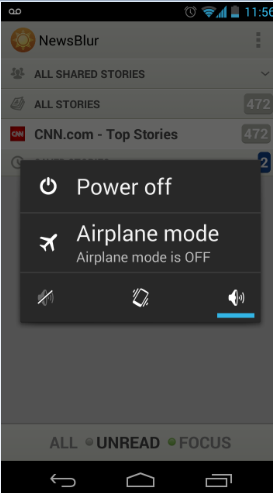 11:56
NewsBlur
ALL SHARED STORIES
ALL STORIES 472
CNN CNN.com - Top Stories 472
2
Power off
Airplane mode
Airplane mode is OFF
ALL UNREAD FOCUS